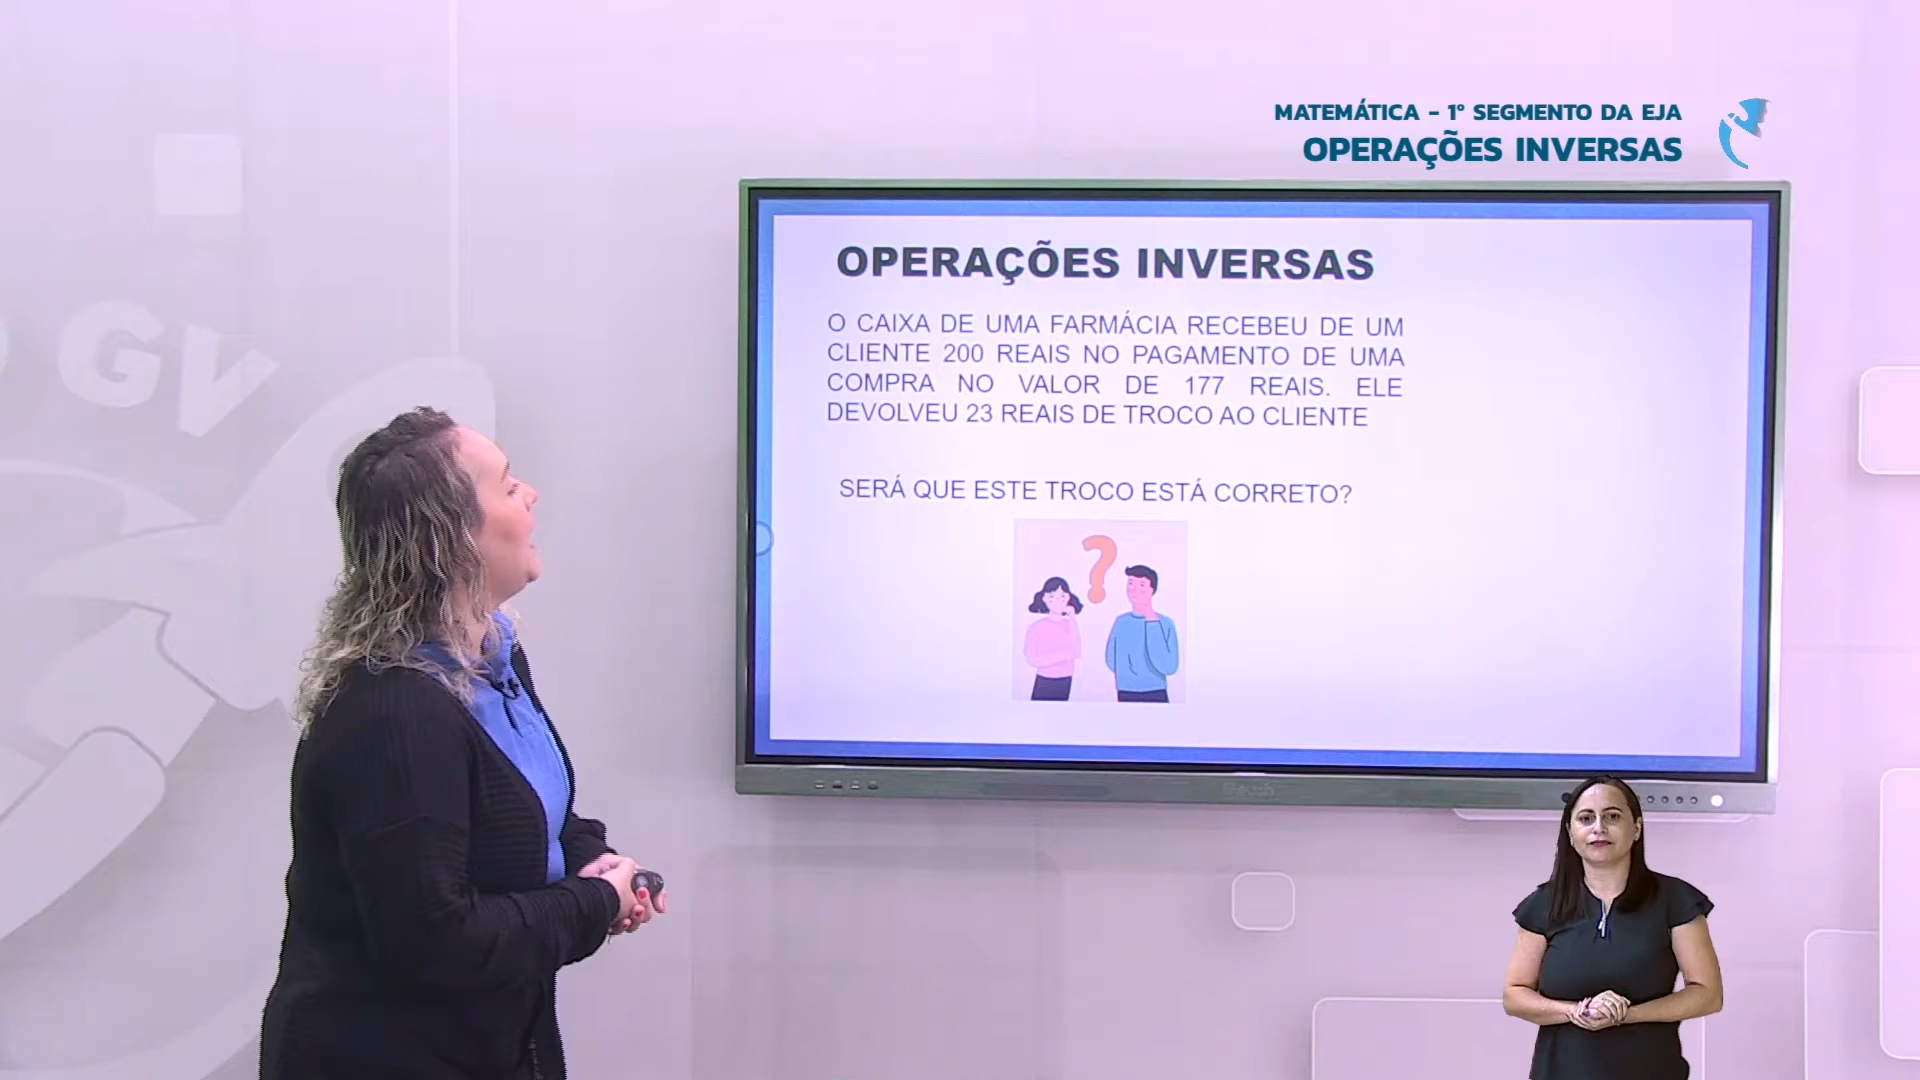 MATEMÁTICA - 1º SEGMENTO DA EJA
OPERAÇÕES INVERSAS
OPERAÇÕES INVERSAS
O CAIXA DE UMA FARMÁCIA RECEBEU DE UM
CLIENTE 200 REAIS NO PAGAMENTO DE UMA
COMPRA NO VALOR DE 177 REAIS. ELE
DEVOLVEU 23 REAIS DE TROCO AO CLIENTE
SERÁ QUE ESTE TROCO ESTÁ CORRETO?
?
GV